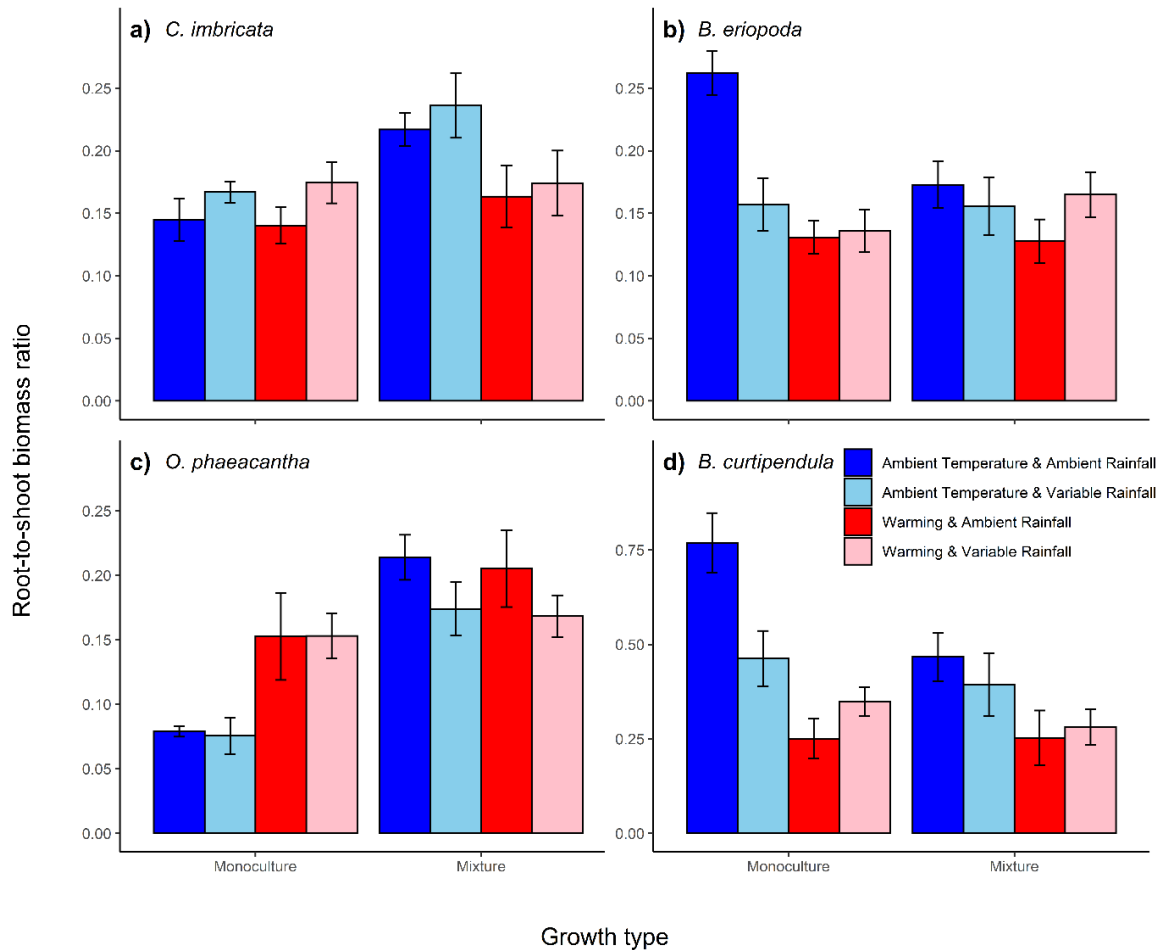 a) C. imbricata
b) B. eriopoda
0.25
0.20
0.15
0.10
0.05
0.00
0.25
0.20
0.15
0.10
0.05
0.00
c) O. phaeacantha
d) B. curtipendula
Ambient Temperature & Ambient Rainfall
Ambient Temperature & Variable Rainfall
Warming & Ambient Rainfall
Warming & Variable Rainfall
0.25
0.20
0.15
0.10
0.05
0.00
0.75
0.50
0.25
0.00
Monoculture
Mixture
Monoculture
Mixture
Root-to-shoot biomass ratio
Growth type